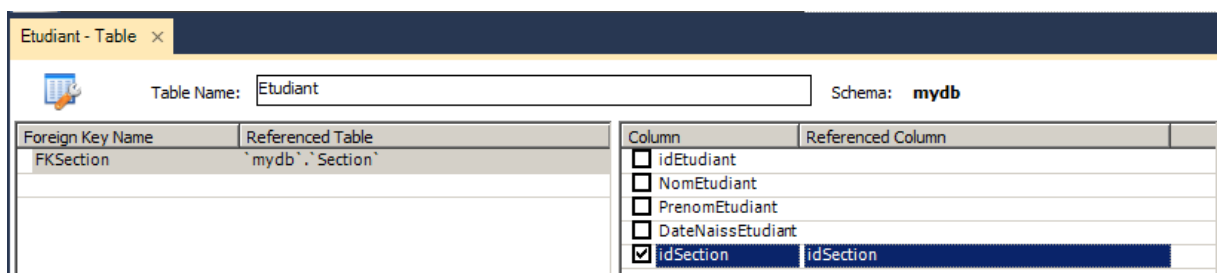 Etudiant - Table ×
Table Name: Etudiant Schema: mydb
Foreign Key Name Referenced Table Column Referenced Column
FKSection `mydb`.`Section` idEtudiant
NomEtudiant
PrenomEtudiant
DateNaissEtudiant
idSection idSection